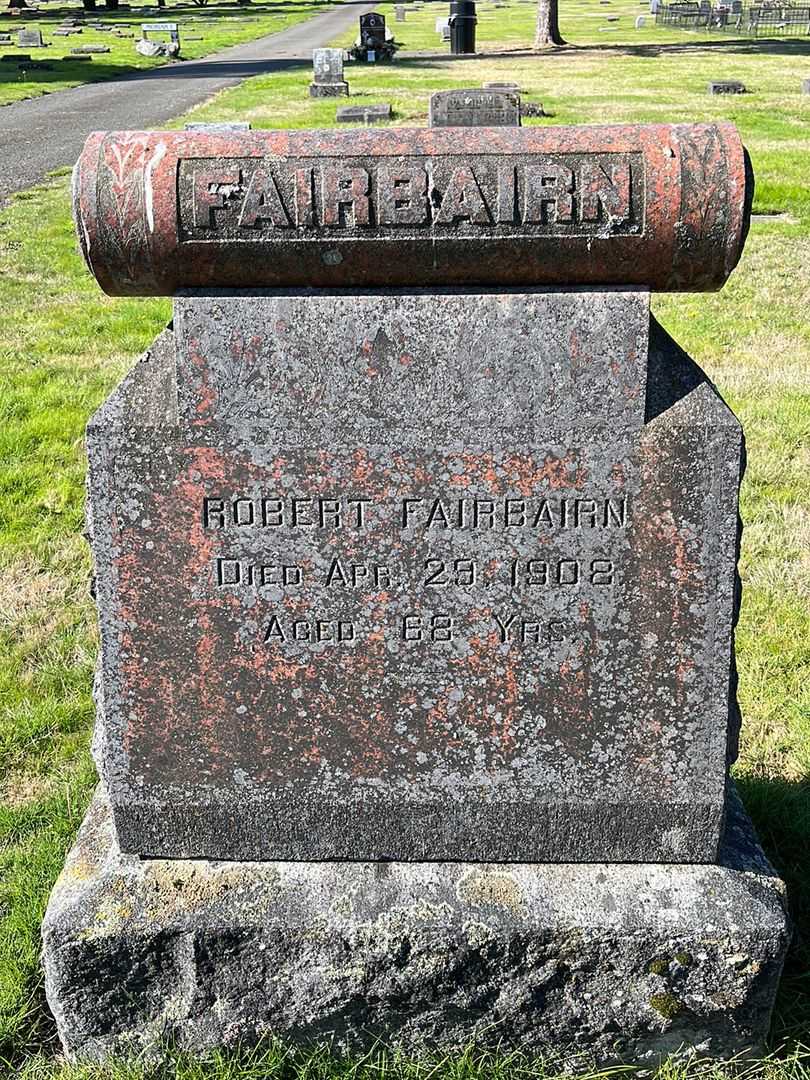 FAIRBAIRN
ROBERT FAIRBAIRN
DIED APR. 29, 1908.
AGED 68 YRS.